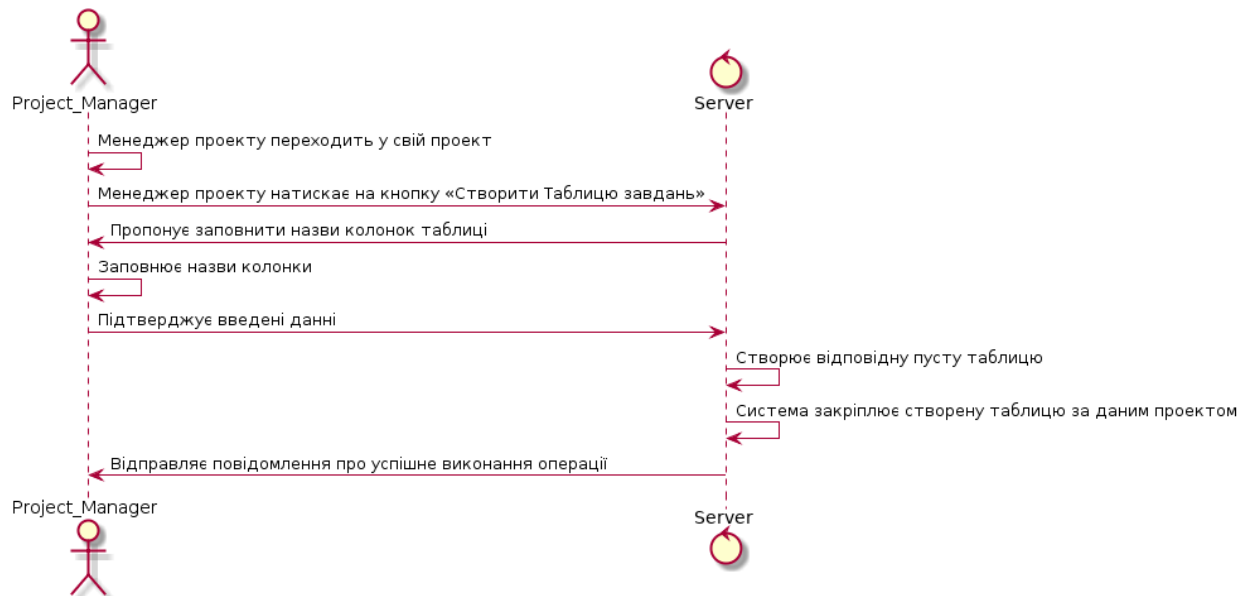 Project_Manager
Server
Менеджер проекту переходить у свій проект
Менеджер проекту натискає на кнопку «Створити Таблицю завдань»
Пропонує заповнити назви колонок таблиці
Заповнює назви колонки
Підтверджує введені данні
Створює відповідну пусту таблицю
Система закріплює створену таблицю за даним проектом
Відправляє повідомлення про успішне виконання операції
Project_Manager
Server